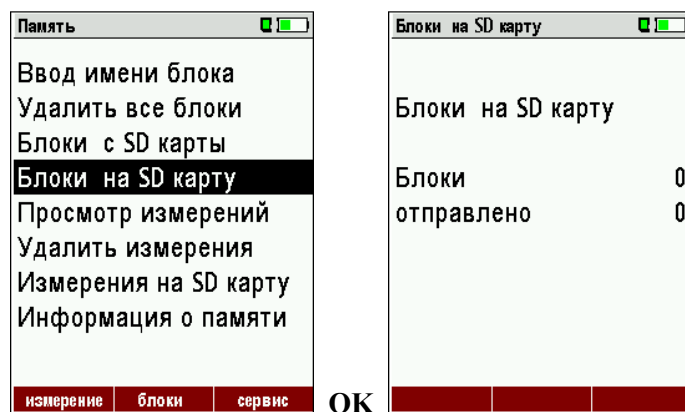 Память
Ввод имени блока
Удалить все блоки
Блоки с SD карты
Блоки на SD карту
Просмотр измерений
Удалить измерения
Измерения на SD карту
Информация о памяти
измерение блоки сервис
OK
Блоки на SD карту
Блоки на SD карту
Блоки 0
отправлено 0